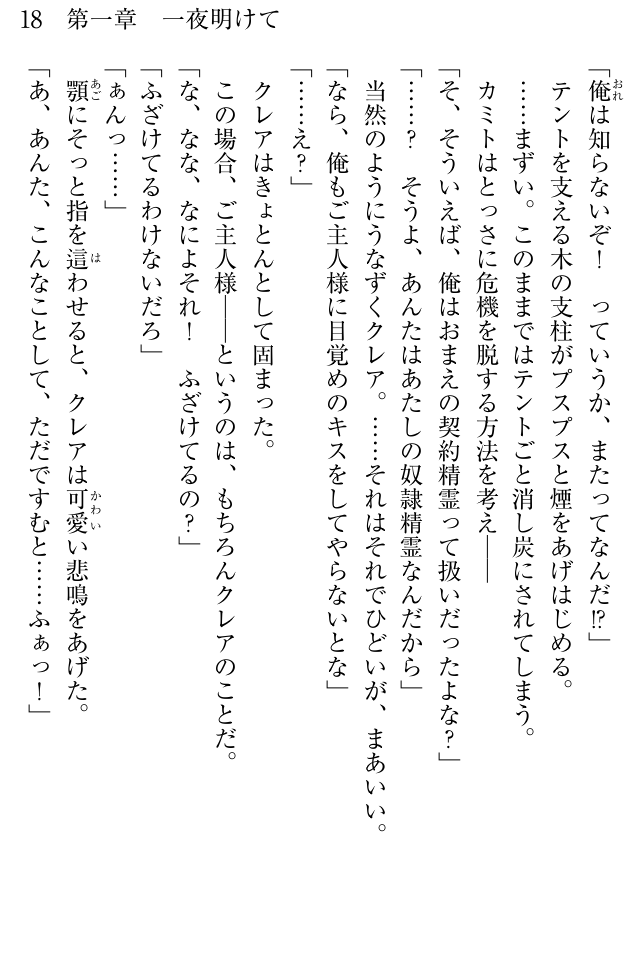 18　第一章　一夜明けて
「俺は知らないぞ！　っていうか、またってなんだ!?」
テントを支える木の支柱がプスプスと煙をあげはじめる。
……まずい。このままではテントごと消し炭にされてしまう。
カミトはとっさに危機を脱する方法を考え――
「そ、そういえば、俺はおまえの契約精霊って扱いだったよな？」
「……？　そうよ、あんたはあたしの奴隷精霊なんだから」
当然のようにうなずくクレア。……それはそれでひどいが、まあいい。
「なら、俺もご主人様に目覚めのキスをしてやらないとな」
「……え？」
クレアはきょとんとして固まった。
この場合、ご主人様――というのは、もちろんクレアのことだ。
「な、なな、なによそれ！　ふざけてるの？」
「ふざけてるわけないだろ」
「ぁんっ……」
顎にそっと指を這わせると、クレアは可愛い悲鳴をあげた。
「あ、あんた、こんなことして、ただですむと……ふぁっ！」